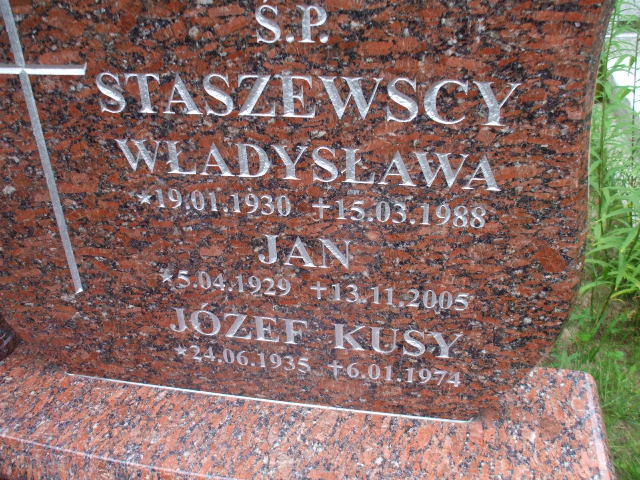 Ś.P.
STASZEWSCY
WŁADYSŁAWA
*19.01.1930 +15.03.1988
JAN
*5.04.1929 +13.11.2005
JÓZEF KUSY
*24.06.1935 +6.01.1974